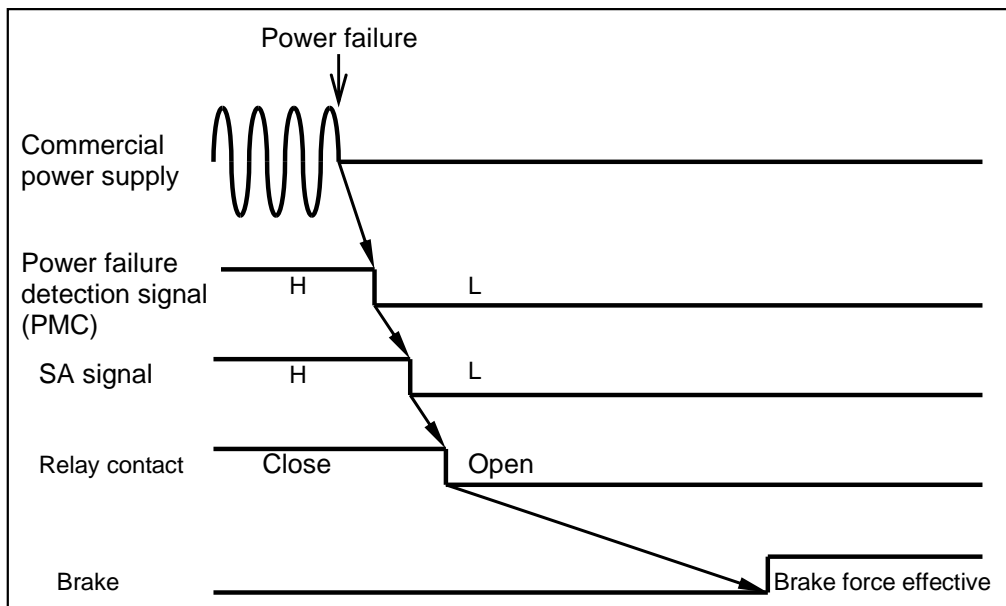 Power failure
Commercial
power supply
Power failure
detection signal
(PMC)
H
L
SA signal
H
L
Relay contact
Close
Open
Brake
Brake force effective